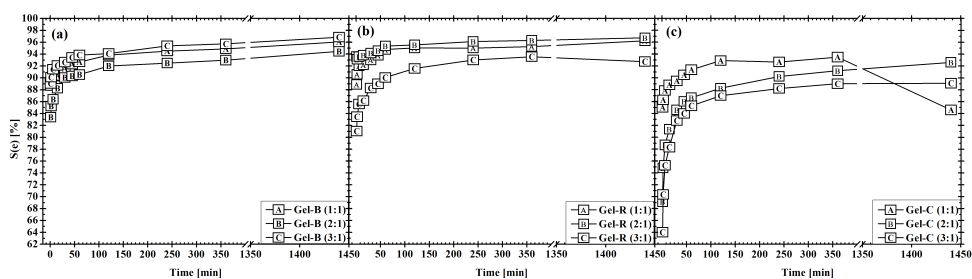 (a)
(b)
(c)
S(e) [%]
100
98
96
94
92
90
88
86
84
82
80
78
76
74
72
70
68
66
64
62
A Gel-B (1:1)
B Gel-B (2:1)
C Gel-B (3:1)
A Gel-R (1:1)
B Gel-R (2:1)
C Gel-R (3:1)
A Gel-C (1:1)
B Gel-C (2:1)
C Gel-C (3:1)
0 50 100 150 200 250 300 350 1400 1450
50 100 150 200 250 300 350 1400 1450
50 100 150 200 250 300 350 1400 1450
Time [min]
Time [min]
Time [min]